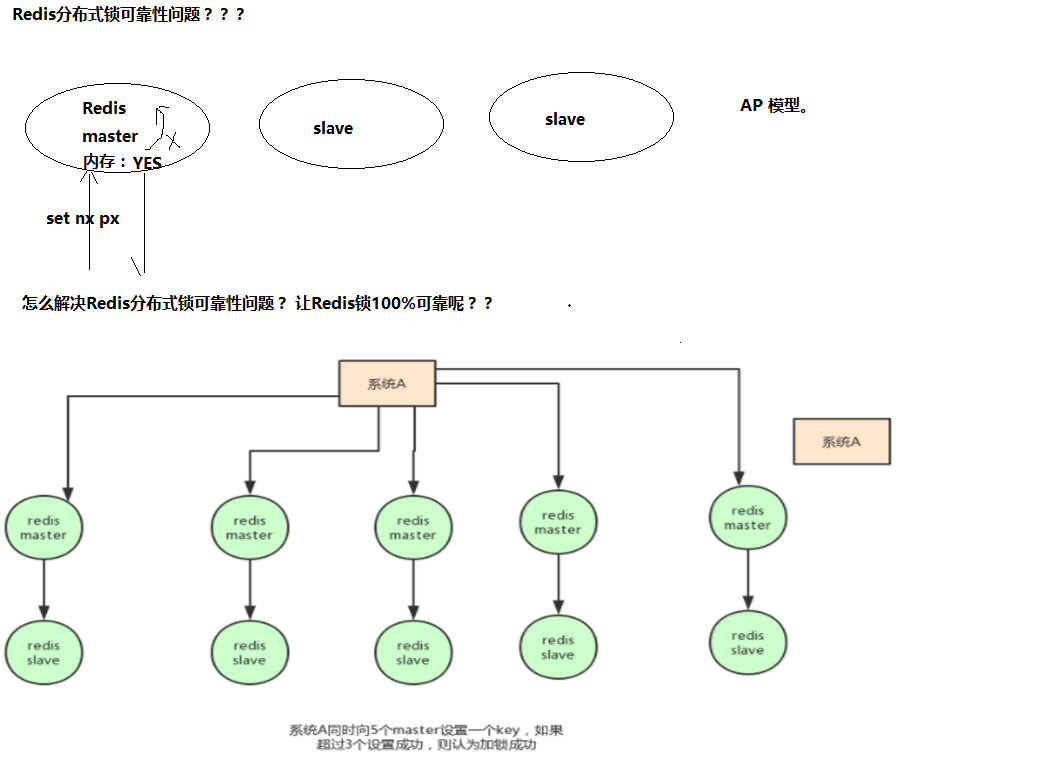 Redis分布式锁可靠性问题？？？
Redis
master
内存：YES
slave
slave
AP 模型。
set nx px
怎么解决Redis分布式锁可靠性问题？ 让Redis锁100%可靠呢？？
系统A
系统A
redis
master
redis
master
redis
master
redis
master
redis
master
redis
slave
redis
slave
redis
slave
redis
slave
redis
slave
系统A同时向5个master设置一个key，如果
超过3个设置成功，则认为加锁成功